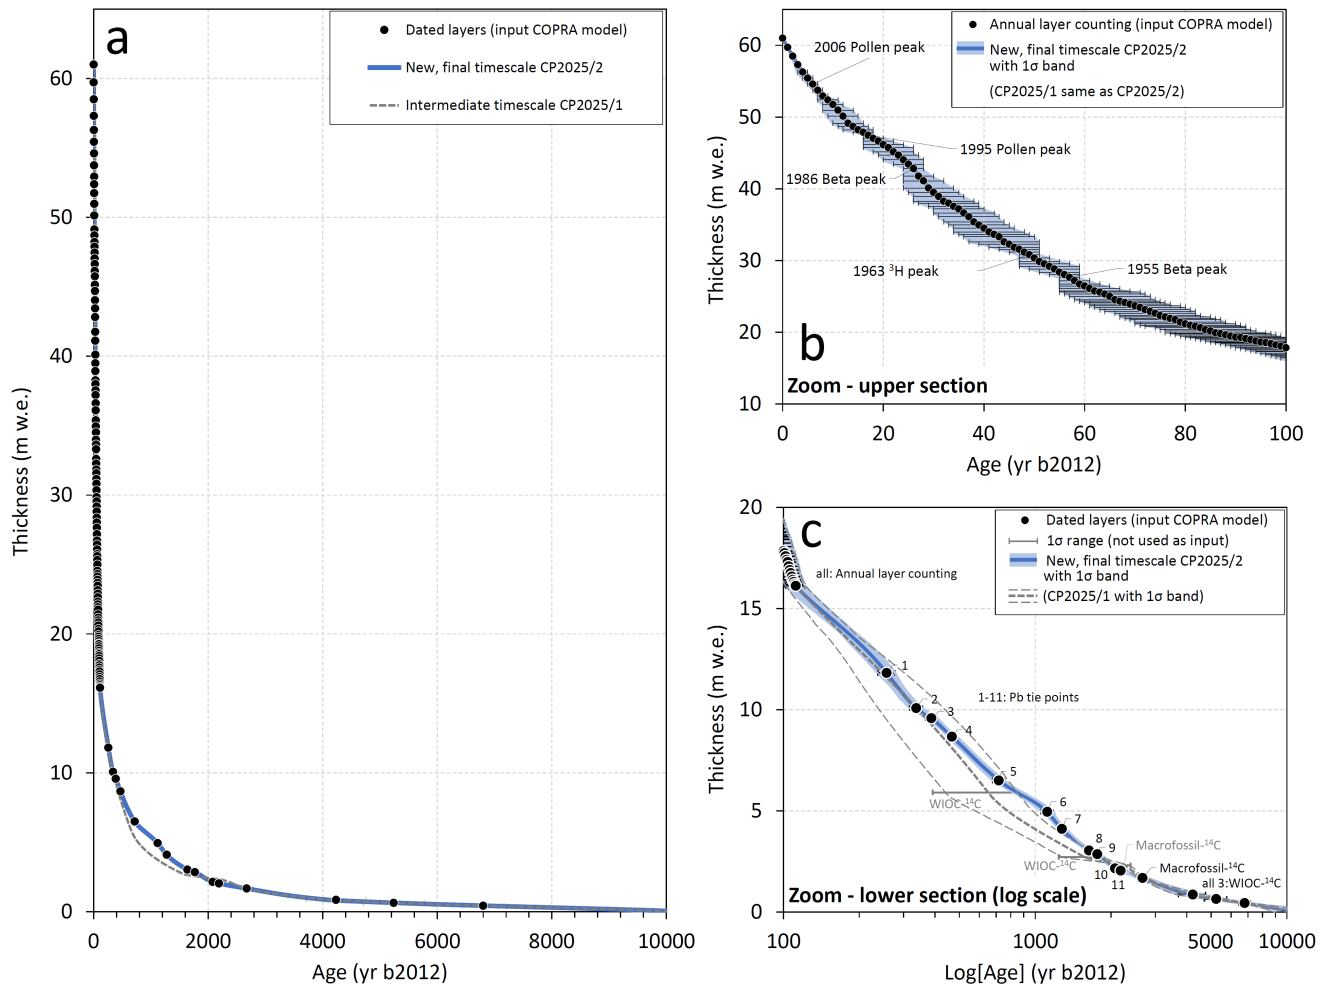 a
Dated layers (input COPRA model)
New, final timescale CP2025/2
Intermediate timescale CP2025/1
60
50
40
30
20
10
0
Thickness (m w.e.)
0
2000
4000
6000
8000
10000
Age (yr b2012)
Annual layer counting (input COPRA model)
New, final timescale CP2025/2
with 1σ band
(CP2025/1 same as CP2025/2)
2006 Pollen peak
1995 Pollen peak
1986 Beta peak
1963 ³H peak
1955 Beta peak
60
50
40
30
20
10
Thickness (m w.e.)
b
Zoom - upper section
0
20
40
60
80
100
Age (yr b2012)
c
Dated layers (input COPRA model)
1σ range (not used as input)
New, final timescale CP2025/2
with 1σ band
(CP2025/1 with 1σ band)
all: Annual layer counting
1-11: Pb tie points
1
2
3
4
5
6
7
8
9
10
11
WIOC-¹⁴C
WIOC-¹⁴C
Macrofossil-¹⁴C
Macrofossil-¹⁴C
all 3:WIOC-¹⁴C
20
15
10
5
0
Thickness (m w.e.)
Zoom - lower section (log scale)
100
1000
5000
10000
Log[Age] (yr b2012)